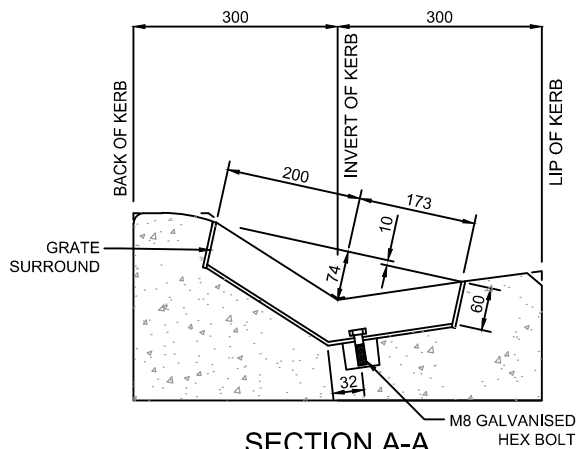 300
300
BACK OF KERB
INVERT OF KERB
LIP OF KERB
200
173
10
74
GRATE
SURROUND
60
32
M8 GALVANISED
HEX BOLT
SECTION A-A